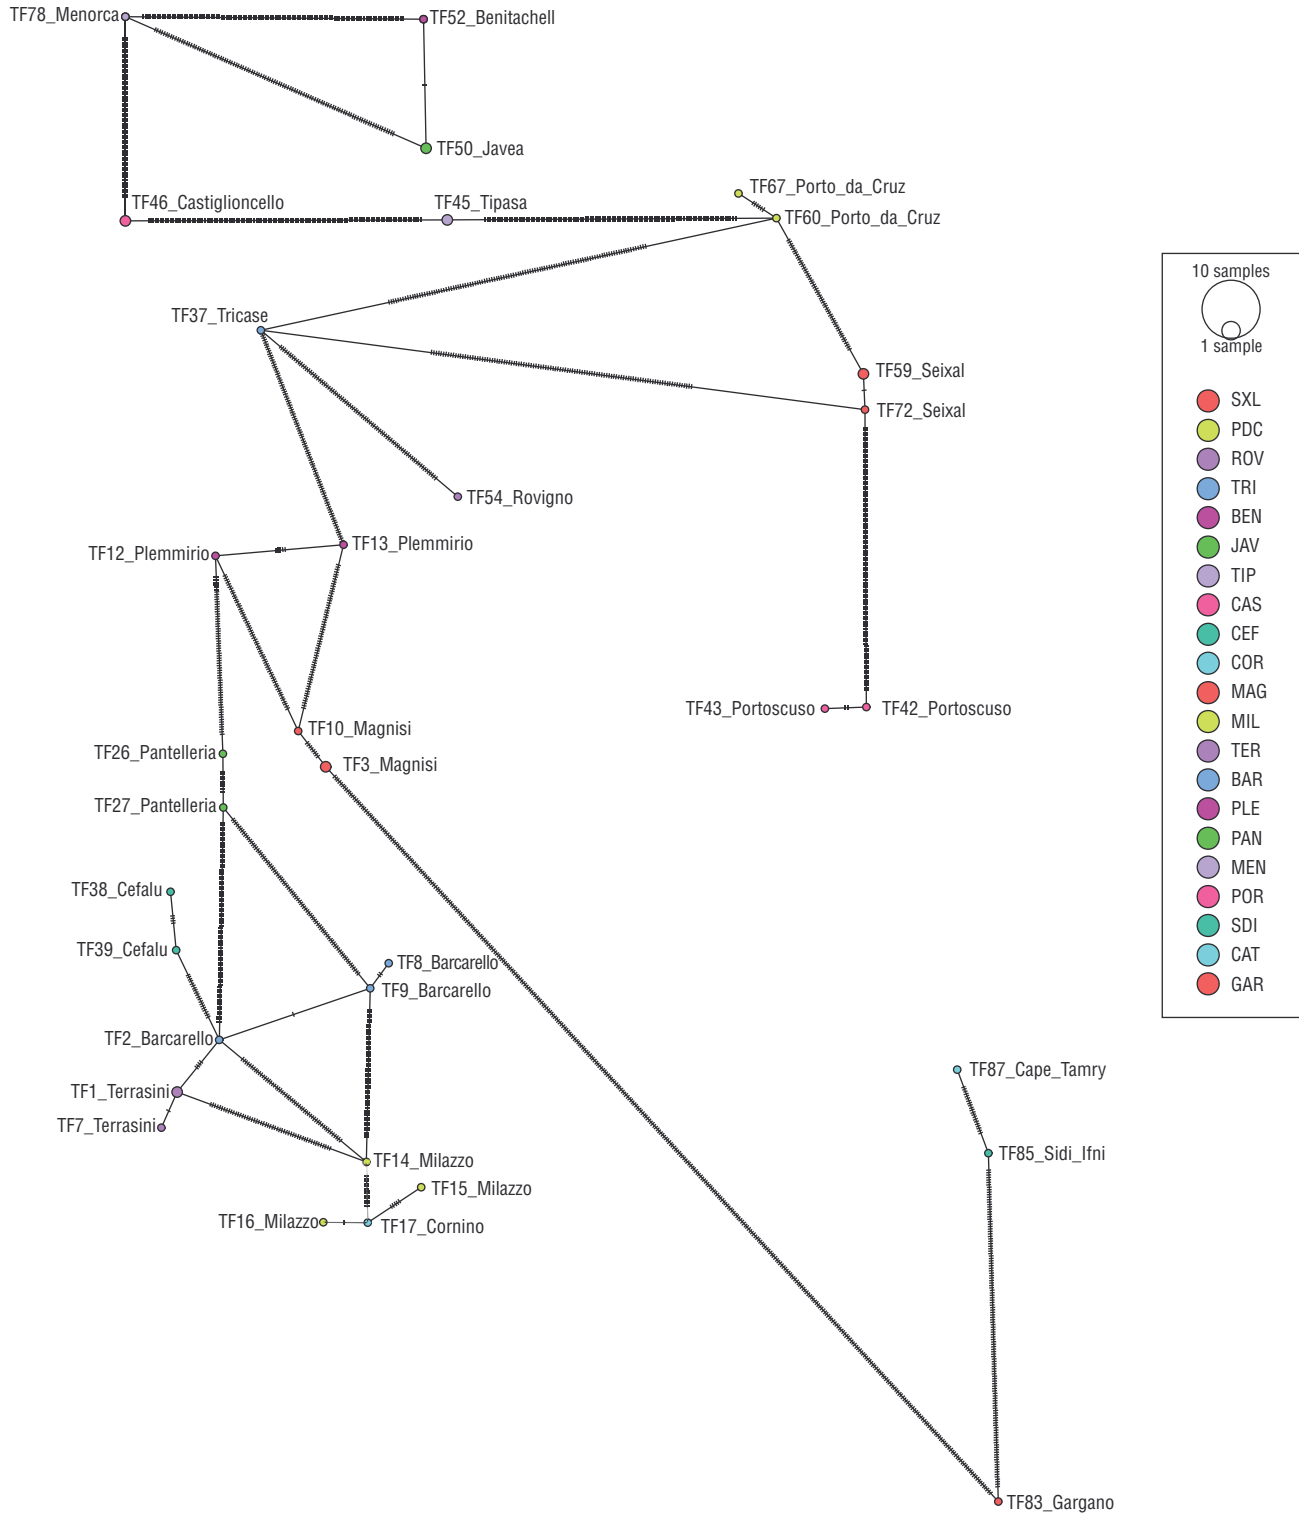 TF78_Menorca
TF52_Benitachell
TF50_Javea
TF46_Castiglioncello
TF45_Tipasa
TF67_Porto_da_Cruz
TF60_Porto_da_Cruz
TF37_Tricase
TF59_Seixal
TF72_Seixal
TF54_Rovigno
TF12_Plemmirio
TF13_Plemmirio
TF43_Portoscuso
TF42_Portoscuso
TF10_Magnisi
TF26_Pantelleria
TF3_Magnisi
TF27_Pantelleria
TF38_Cefalu
TF39_Cefalu
TF8_Barcarello
TF9_Barcarello
TF2_Barcarello
TF1_Terrasini
TF7_Terrasini
TF14_Milazzo
TF15_Milazzo
TF16_Milazzo
TF17_Cornino
TF87_Cape_Tamry
TF85_Sidi_Ifni
TF83_Gargano
10 samples
1 sample
SXL
PDC
ROV
TRI
BEN
JAV
TIP
CAS
CEF
COR
MAG
MIL
TER
BAR
PLE
PAN
MEN
POR
SDI
CAT
GAR